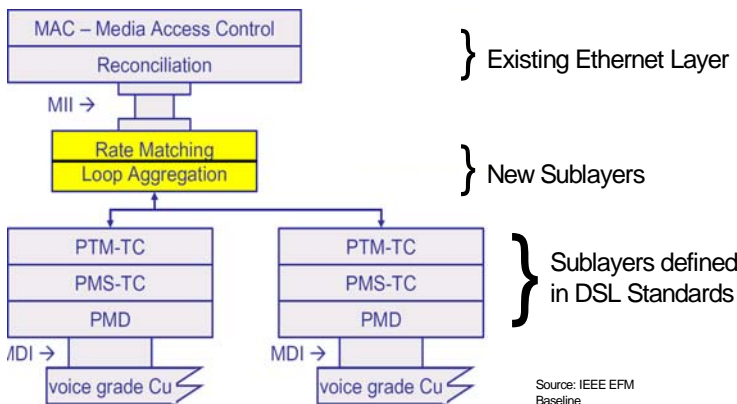 MAC – Media Access Control
Reconciliation
} Existing Ethernet Layer
MII →
Rate Matching
Loop Aggregation
} New Sublayers
PTM-TC PTM-TC
PMS-TC PMS-TC
PMD PMD
} Sublayers defined
in DSL Standards
MDI → MDI →
voice grade Cu voice grade Cu
Source: IEEE EFM
Baseline